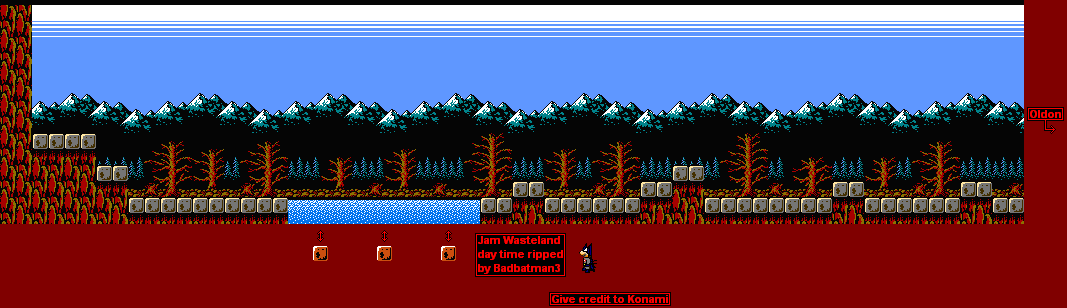 Oldon
Jam Wasteland
day time ripped
by Badbatman3
Give credit to Konami